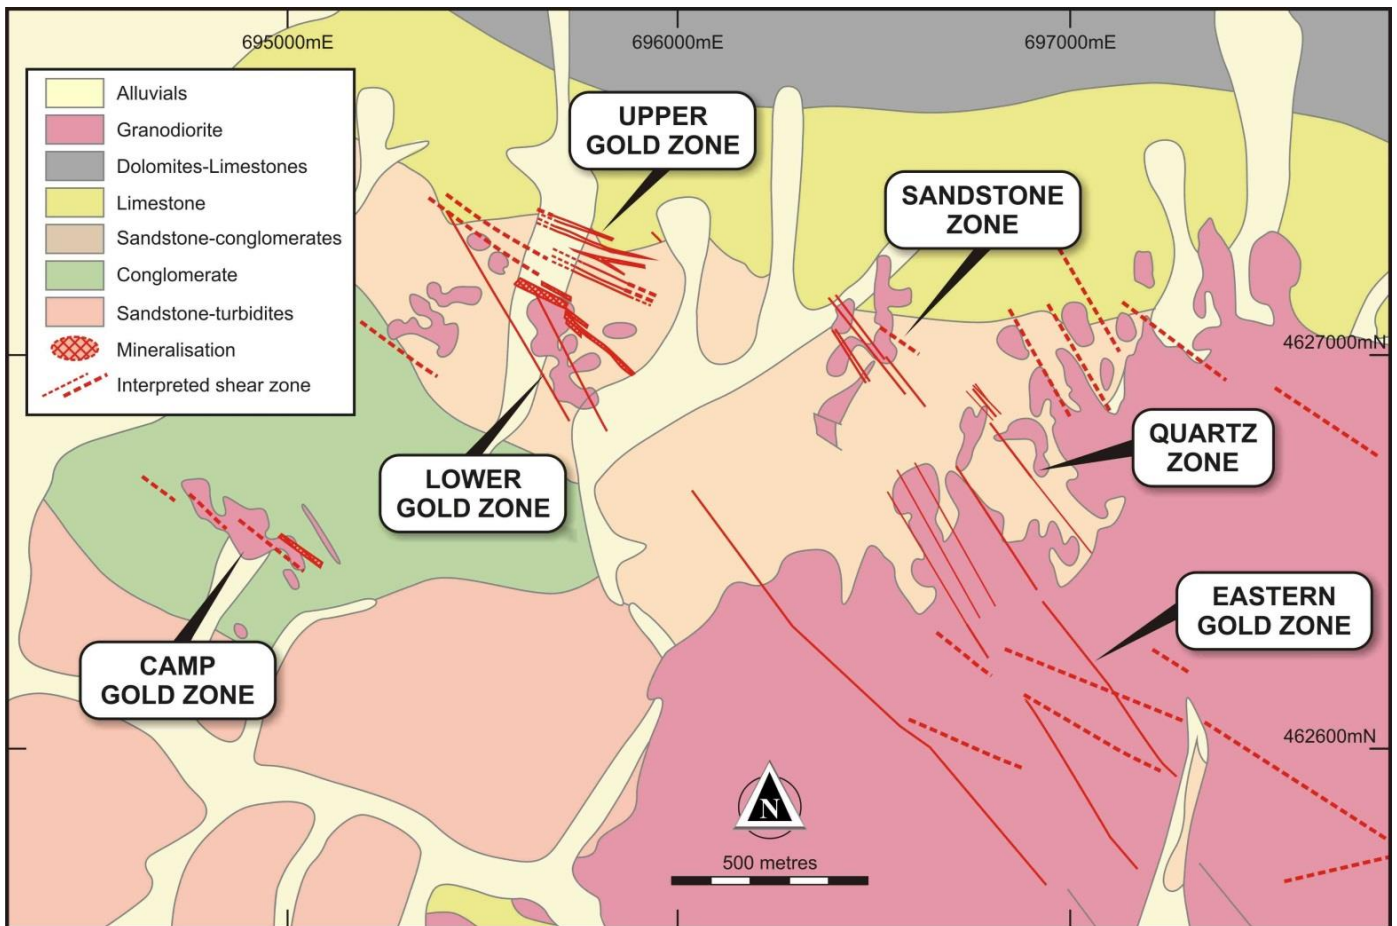 695000mE
696000mE
697000mE
Alluvials
Granodiorite
Dolomites-Limestones
Limestone
Sandstone-conglomerates
Conglomerate
Sandstone-turbidites
Mineralisation
Interpreted shear zone
UPPER
GOLD ZONE
SANDSTONE
ZONE
4627000mN
QUARTZ
ZONE
LOWER
GOLD ZONE
EASTERN
GOLD ZONE
CAMP
GOLD ZONE
462600mN
N
500 metres